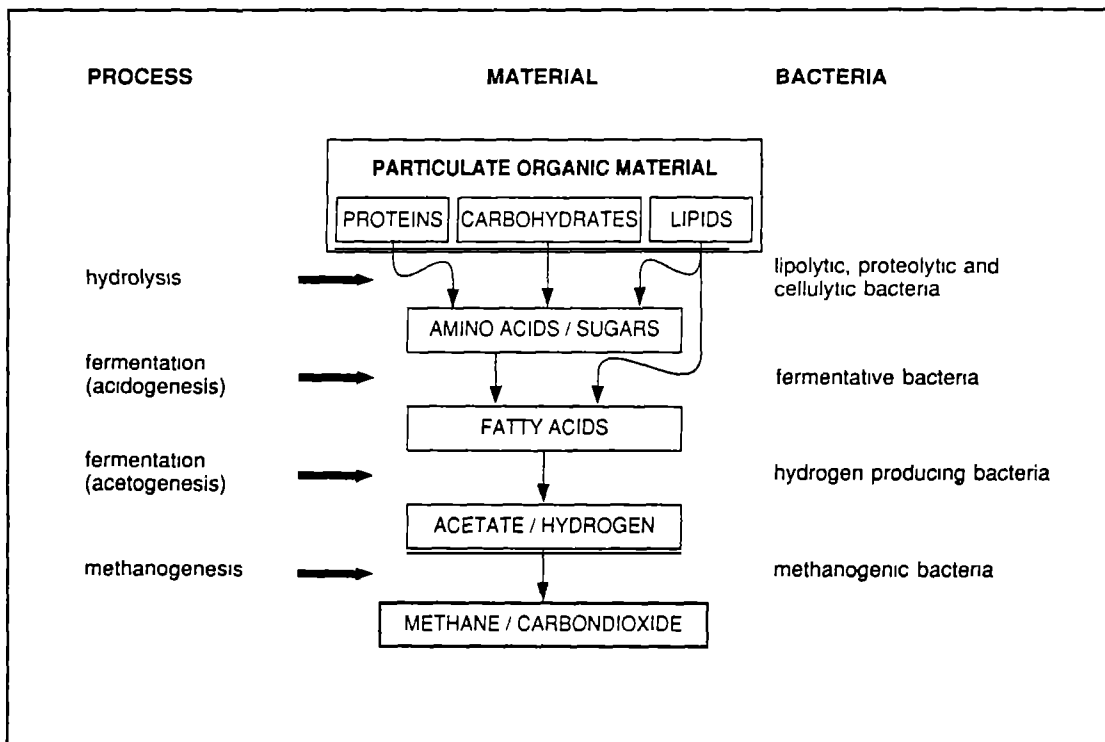 PROCESS MATERIAL BACTERIA
PARTICULATE ORGANIC MATERIAL
PROTEINS CARBOHYDRATES LIPIDS
hydrolysis
lipolytic, proteolytic and
cellulytic bacteria
AMINO ACIDS / SUGARS
fermentation
(acidogenesis)
fermentative bacteria
FATTY ACIDS
fermentation
(acetogenesis)
hydrogen producing bacteria
ACETATE / HYDROGEN
methanogenesis
methanogenic bacteria
METHANE / CARBONDIOXIDE